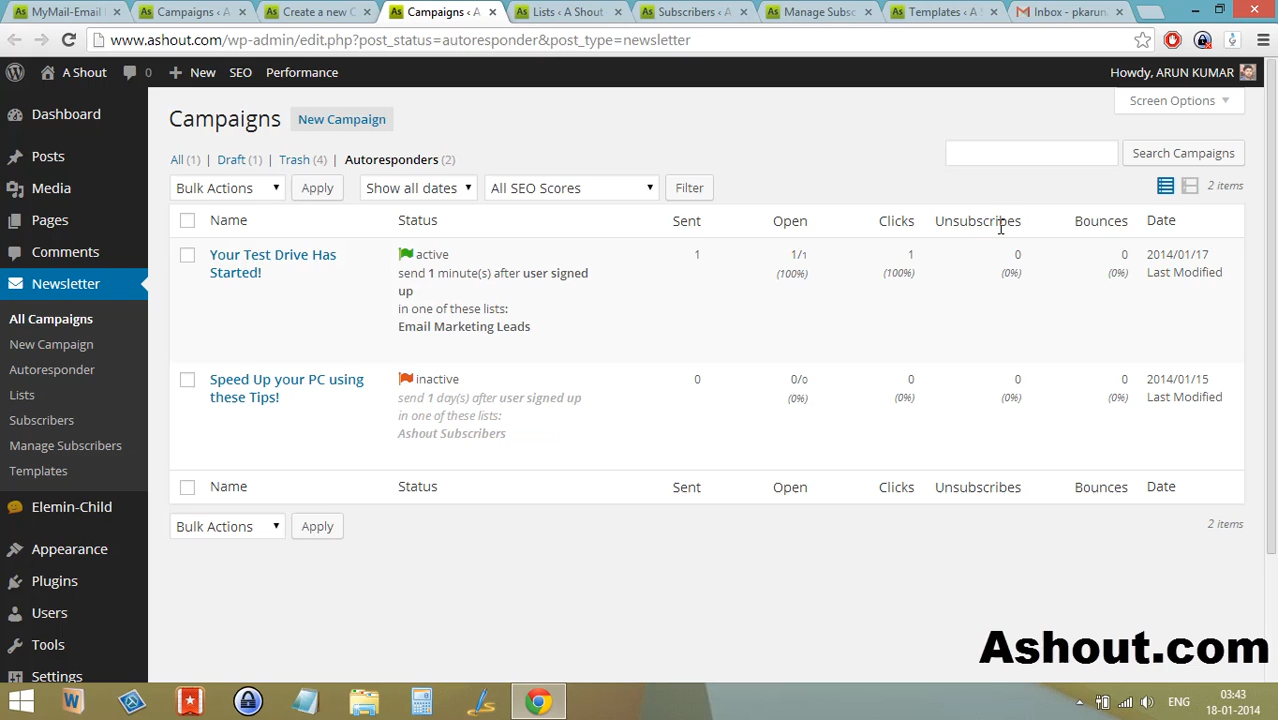 MyMail-Email
Campaigns ‹ A
Create a new C
Campaigns ‹ A
Lists ‹ A Shout
Subscribers ‹ A
Manage Subsc
Templates ‹ A
Inbox - pkarun.
www.ashout.com/wp-admin/edit.php?post_status=autoresponder&post_type=newsletter
A Shout 0 New SEO Performance Howdy, ARUN KUMAR
Screen Options
Dashboard
Posts
Media
Pages
Comments
Newsletter
All Campaigns
New Campaign
Autoresponder
Lists
Subscribers
Manage Subscribers
Templates
Elemin-Child
Appearance
Plugins
Users
Tools
Settings
Campaigns New Campaign
All (1) | Draft (1) | Trash (4) | Autoresponders (2)
Search Campaigns
Bulk Actions Apply Show all dates All SEO Scores Filter 2 items
Name Status Sent Open Clicks Unsubscribes Bounces Date
Your Test Drive Has active 1 1/1 1 0 0 2014/01/17
Started! send 1 minute(s) after user signed (100%) (100%) (0%) (0%) Last Modified
up
in one of these lists:
Email Marketing Leads
Speed Up your PC using inactive 0 0/0 0 0 0 2014/01/15
these Tips! send 1 day(s) after user signed up (0%) (0%) (0%) (0%) Last Modified
in one of these lists:
Ashout Subscribers
Name Status Sent Open Clicks Unsubscribes Bounces Date
Bulk Actions Apply 2 items
Ashout.com
ENG
03:43
18-01-2014